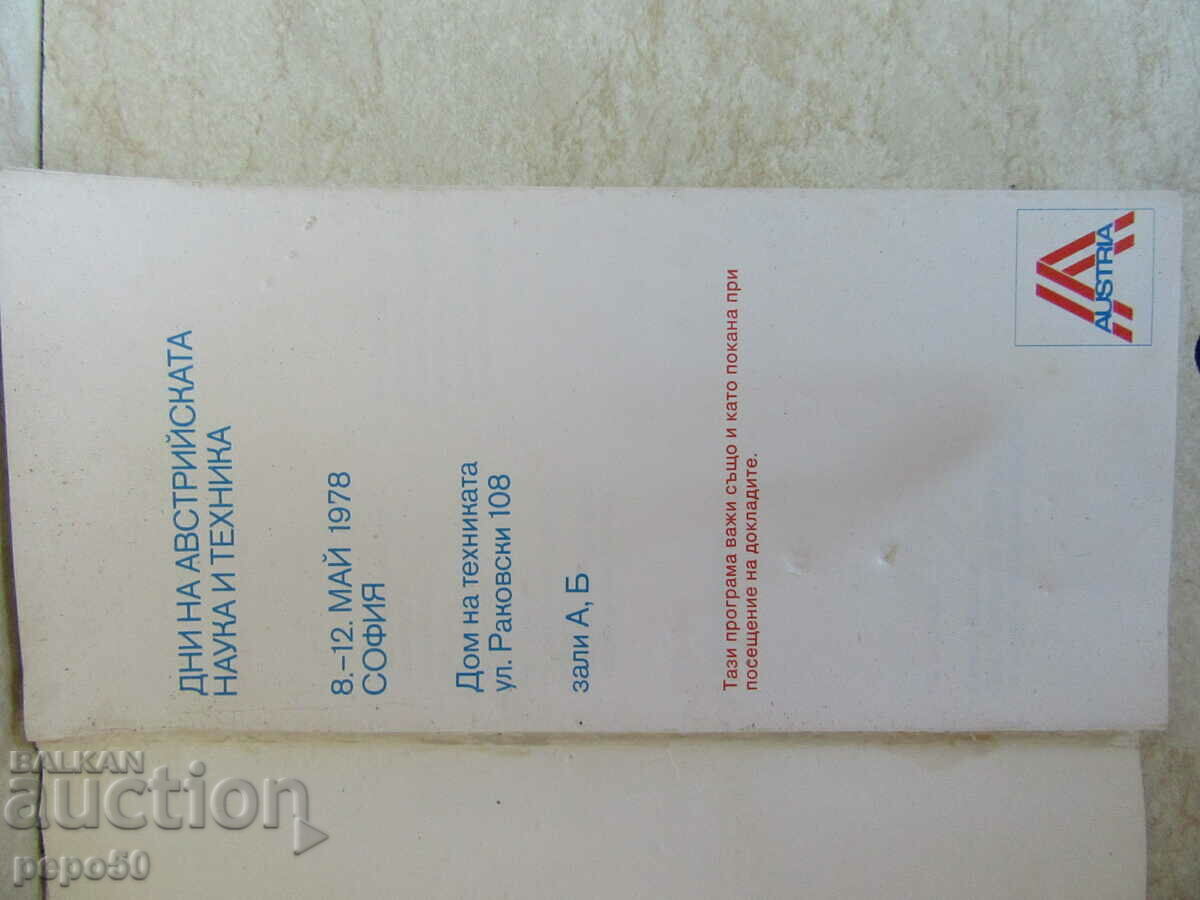 ДНИ НА АВСТРИЙСКАТА
НАУКА И ТЕХНИКА
8.–12. МАЙ 1978
СОФИЯ
Дом на техниката
ул. Раковски 108
зали А, Б
Тази програма важи също и като покана при
посещение на докладите.
AUSTRIA
BALKAN
auction
pepo50